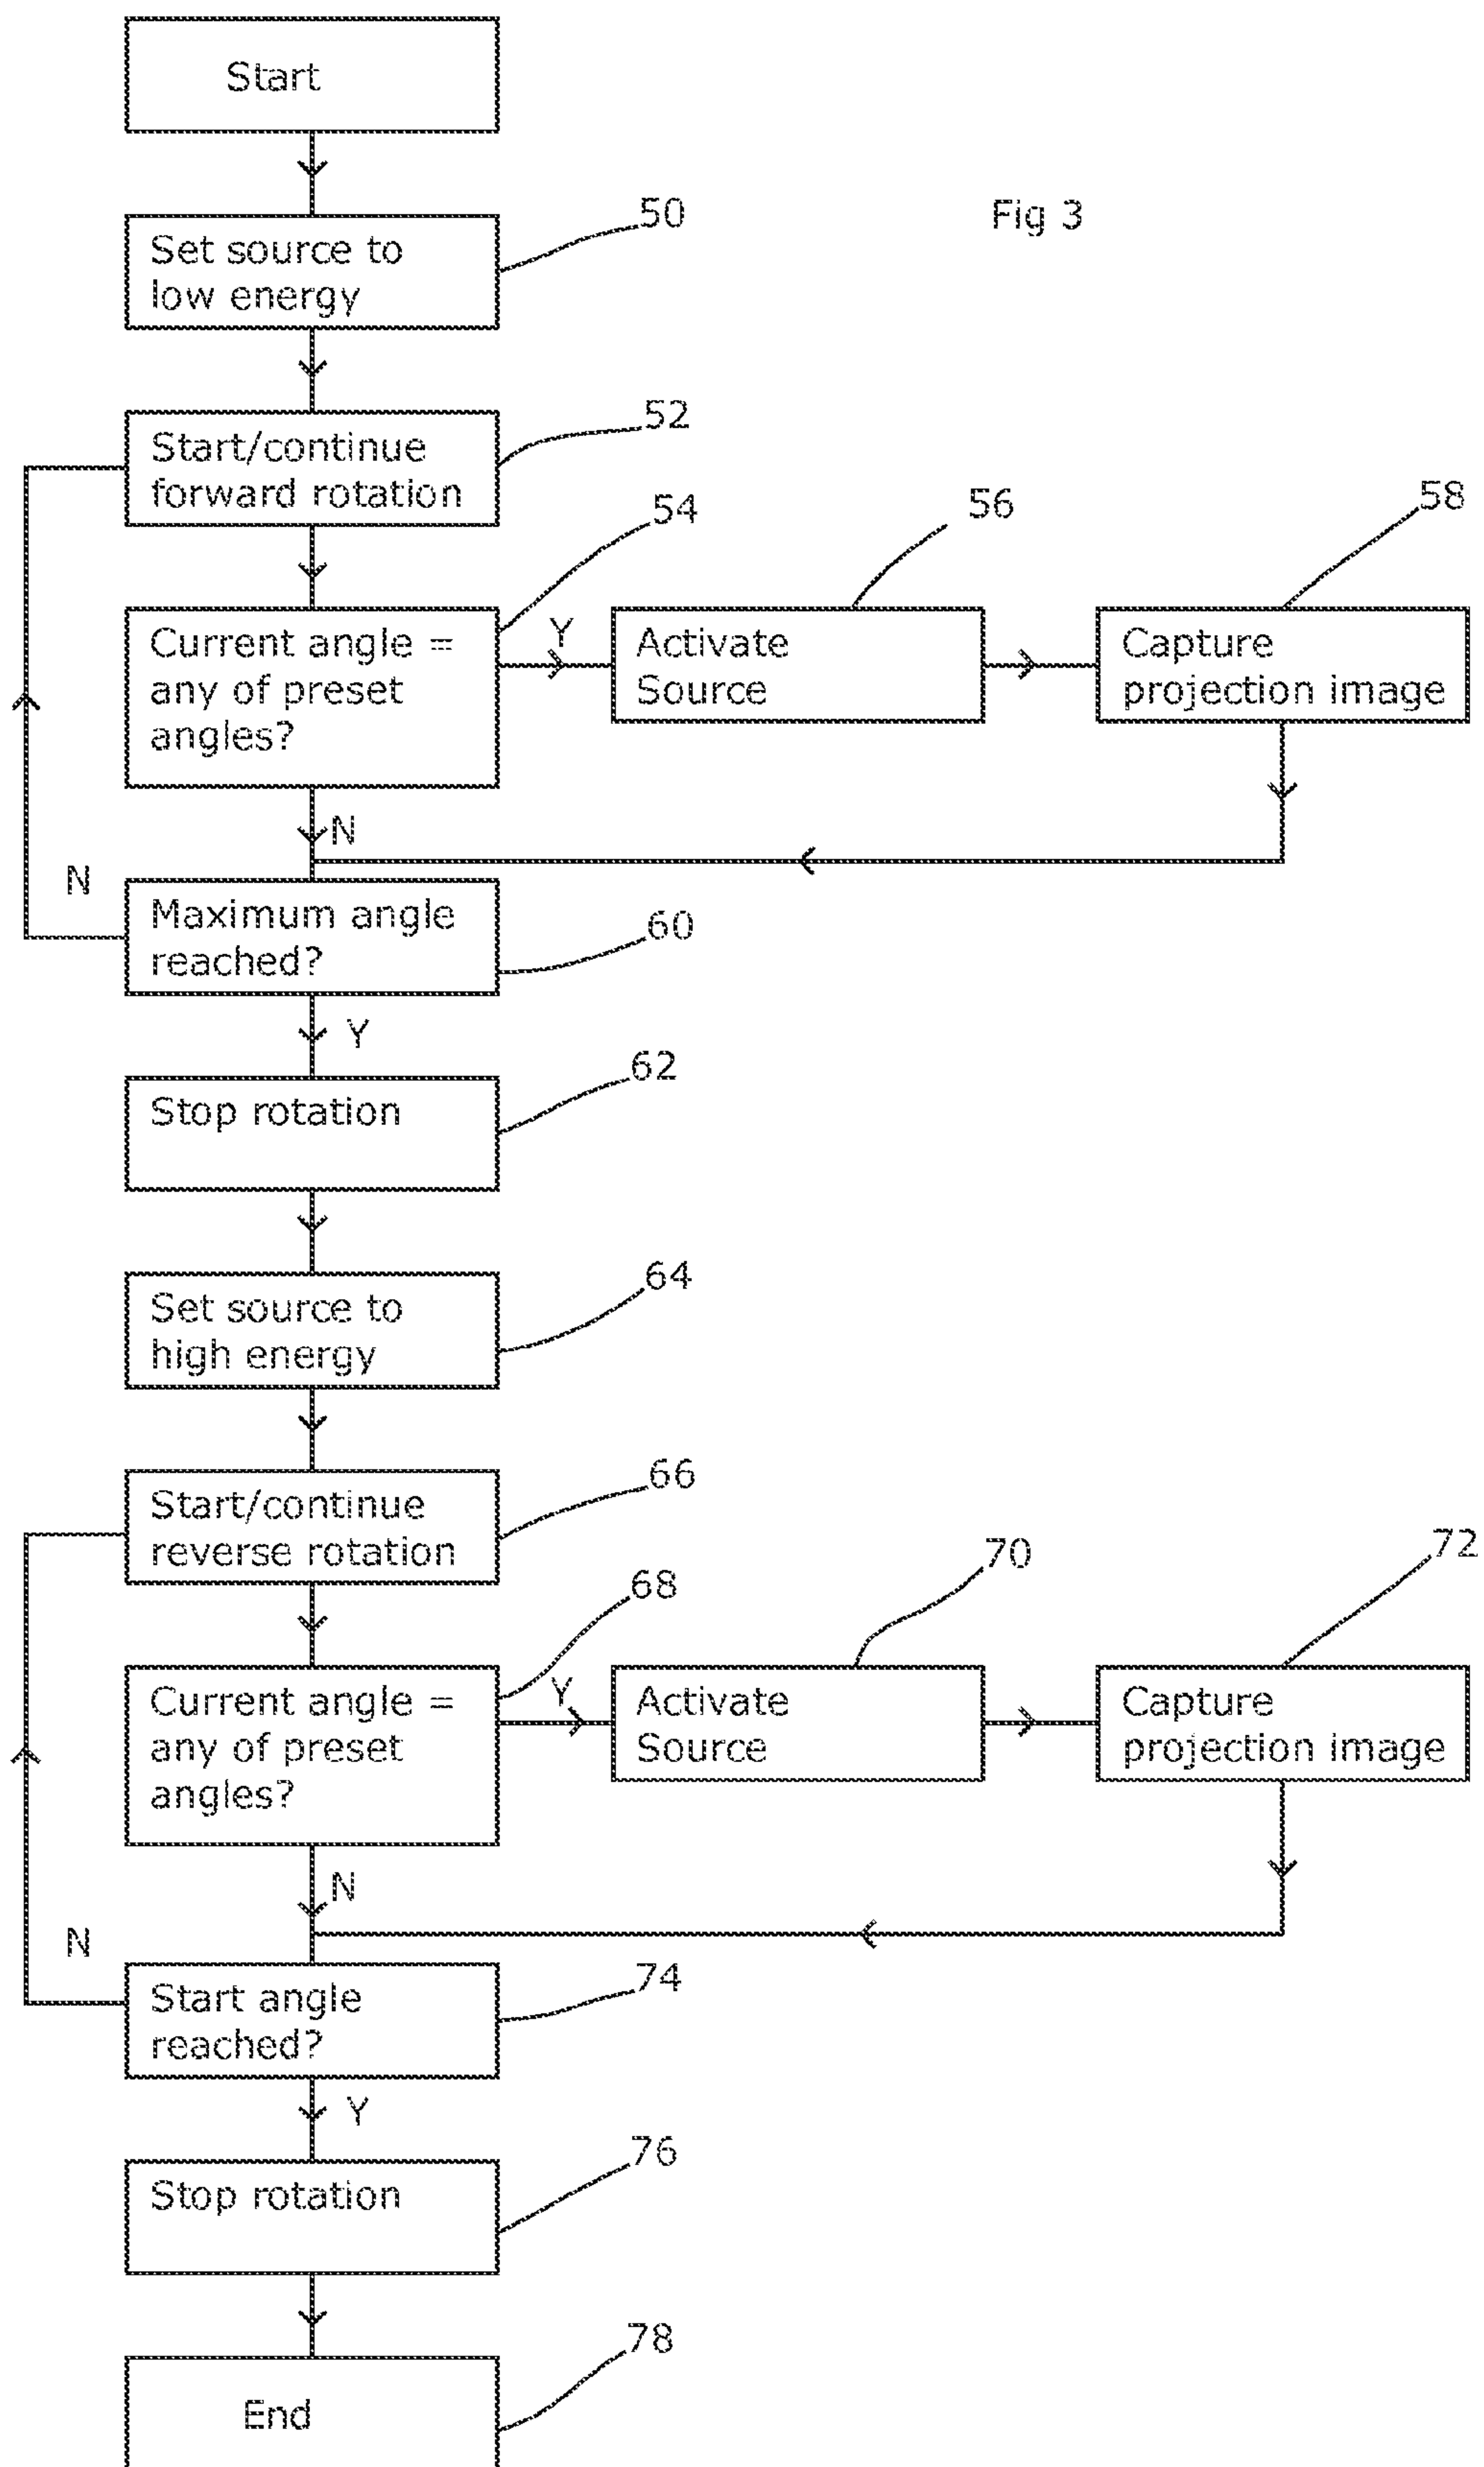 Start
Fig 3
50
Set source to
low energy
52
Start/continue
forward rotation
54
56
58
Current angle =
any of preset
angles?
Y
Activate
Source
Capture
projection image
N
N
Maximum angle
reached?
60
Y
62
Stop rotation
64
Set source to
high energy
66
Start/continue
reverse rotation
68
70
72
Current angle =
any of preset
angles?
Y
Activate
Source
Capture
projection image
N
N
Start angle
reached?
74
Y
76
Stop rotation
78
End